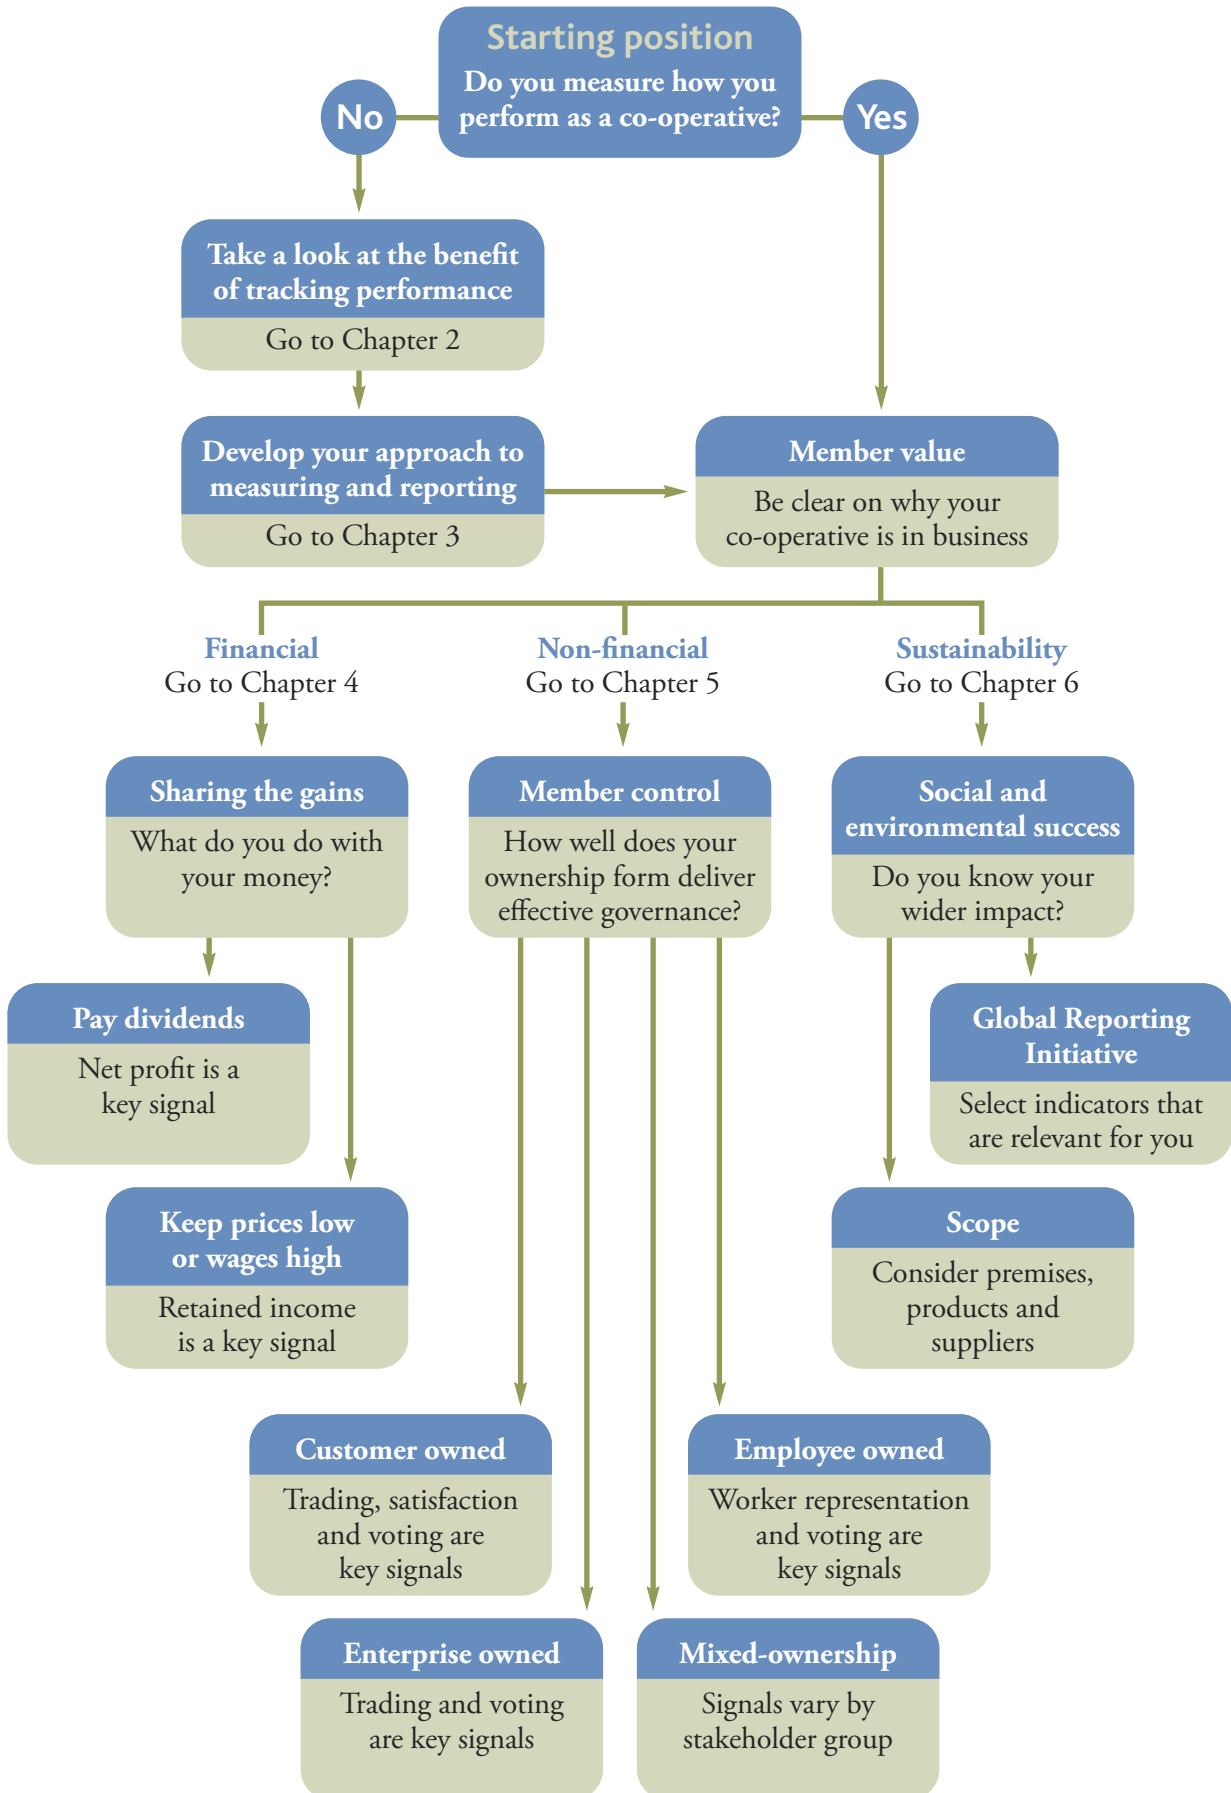 Starting position
Do you measure how you
perform as a co-operative?
No
Yes
Take a look at the benefit
of tracking performance
Go to Chapter 2
Develop your approach to
measuring and reporting
Go to Chapter 3
Member value
Be clear on why your
co-operative is in business
Financial
Go to Chapter 4
Non-financial
Go to Chapter 5
Sustainability
Go to Chapter 6
Sharing the gains
What do you do with
your money?
Member control
How well does your
ownership form deliver
effective governance?
Social and
environmental success
Do you know your
wider impact?
Pay dividends
Net profit is a
key signal
Global Reporting
Initiative
Select indicators that
are relevant for you
Keep prices low
or wages high
Retained income
is a key signal
Scope
Consider premises,
products and
suppliers
Customer owned
Trading, satisfaction
and voting are
key signals
Employee owned
Worker representation
and voting are
key signals
Enterprise owned
Trading and voting
are key signals
Mixed-ownership
Signals vary by
stakeholder group